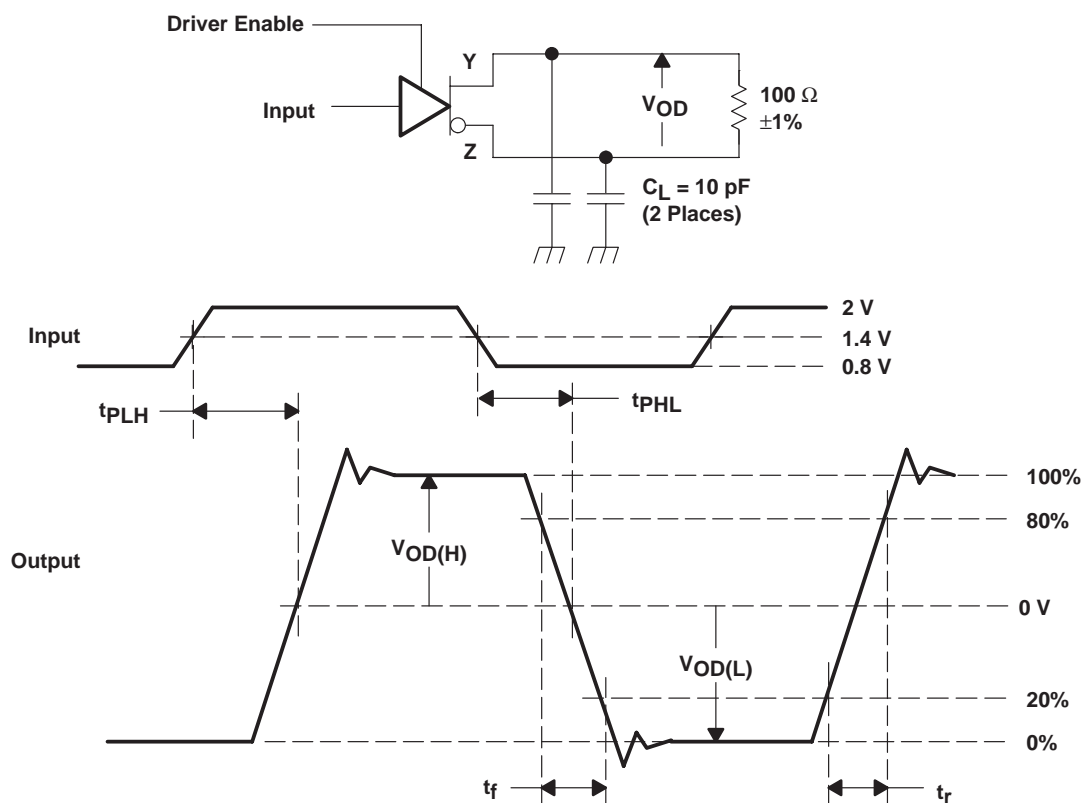 Driver Enable
Y
Input
Z
VOD
100 Ω
±1%
CL = 10 pF
(2 Places)
Input
2 V
1.4 V
0.8 V
tPLH
tPHL
100%
80%
Output
VOD(H)
0 V
VOD(L)
20%
0%
tf
tr